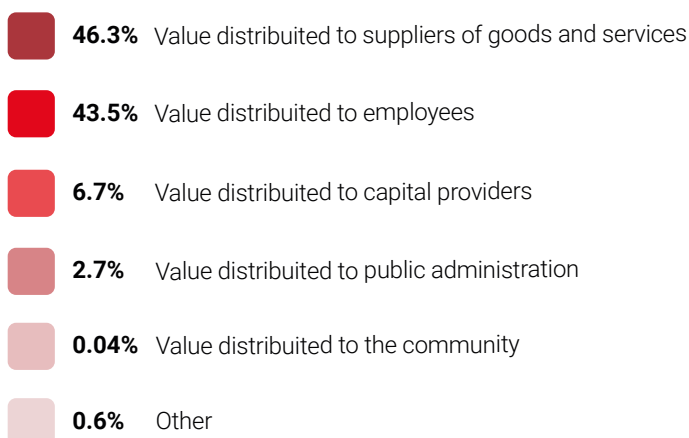 46.3% Value distribuited to suppliers of goods and services
43.5% Value distribuited to employees
6.7% Value distribuited to capital providers
2.7% Value distribuited to public administration
0.04% Value distribuited to the community
0.6% Other